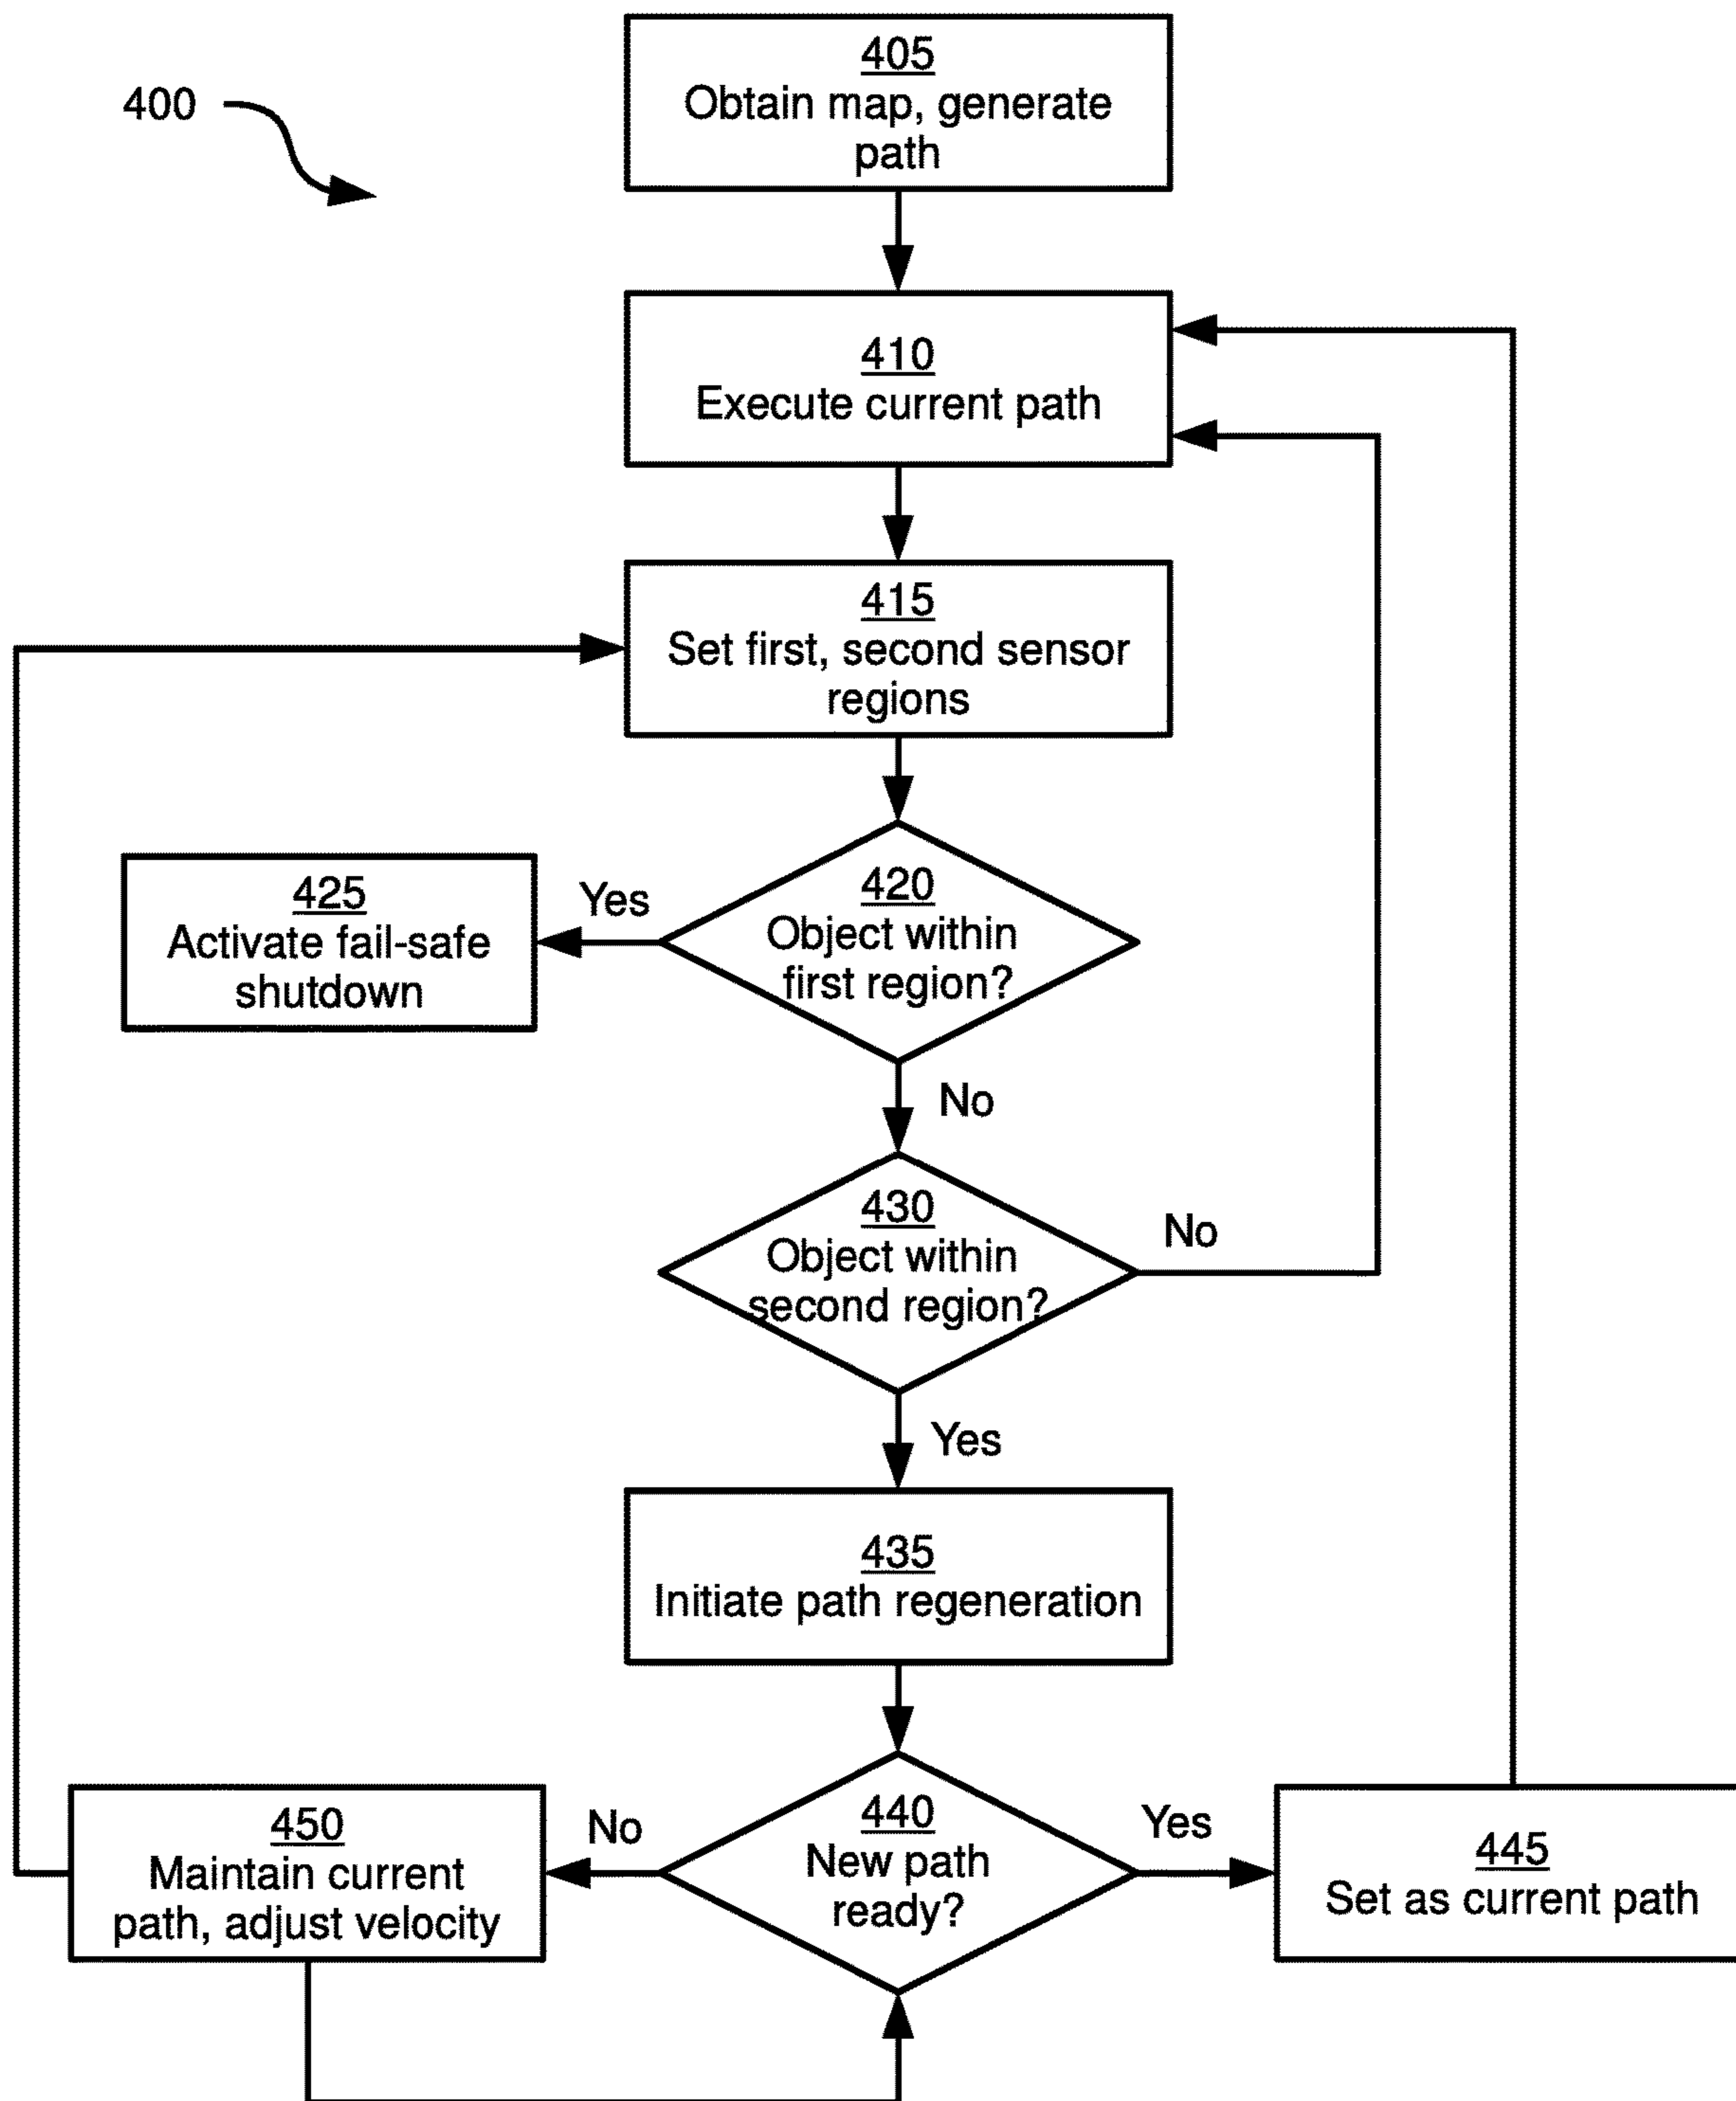 405
Obtain map, generate
path
400
410
Execute current path
415
Set first, second sensor
regions
420
Object within
first region?
Yes
425
Activate fail-safe
shutdown
No
430
Object within
second region?
No
Yes
435
Initiate path regeneration
440
New path
ready?
No
450
Maintain current
path, adjust velocity
Yes
445
Set as current path